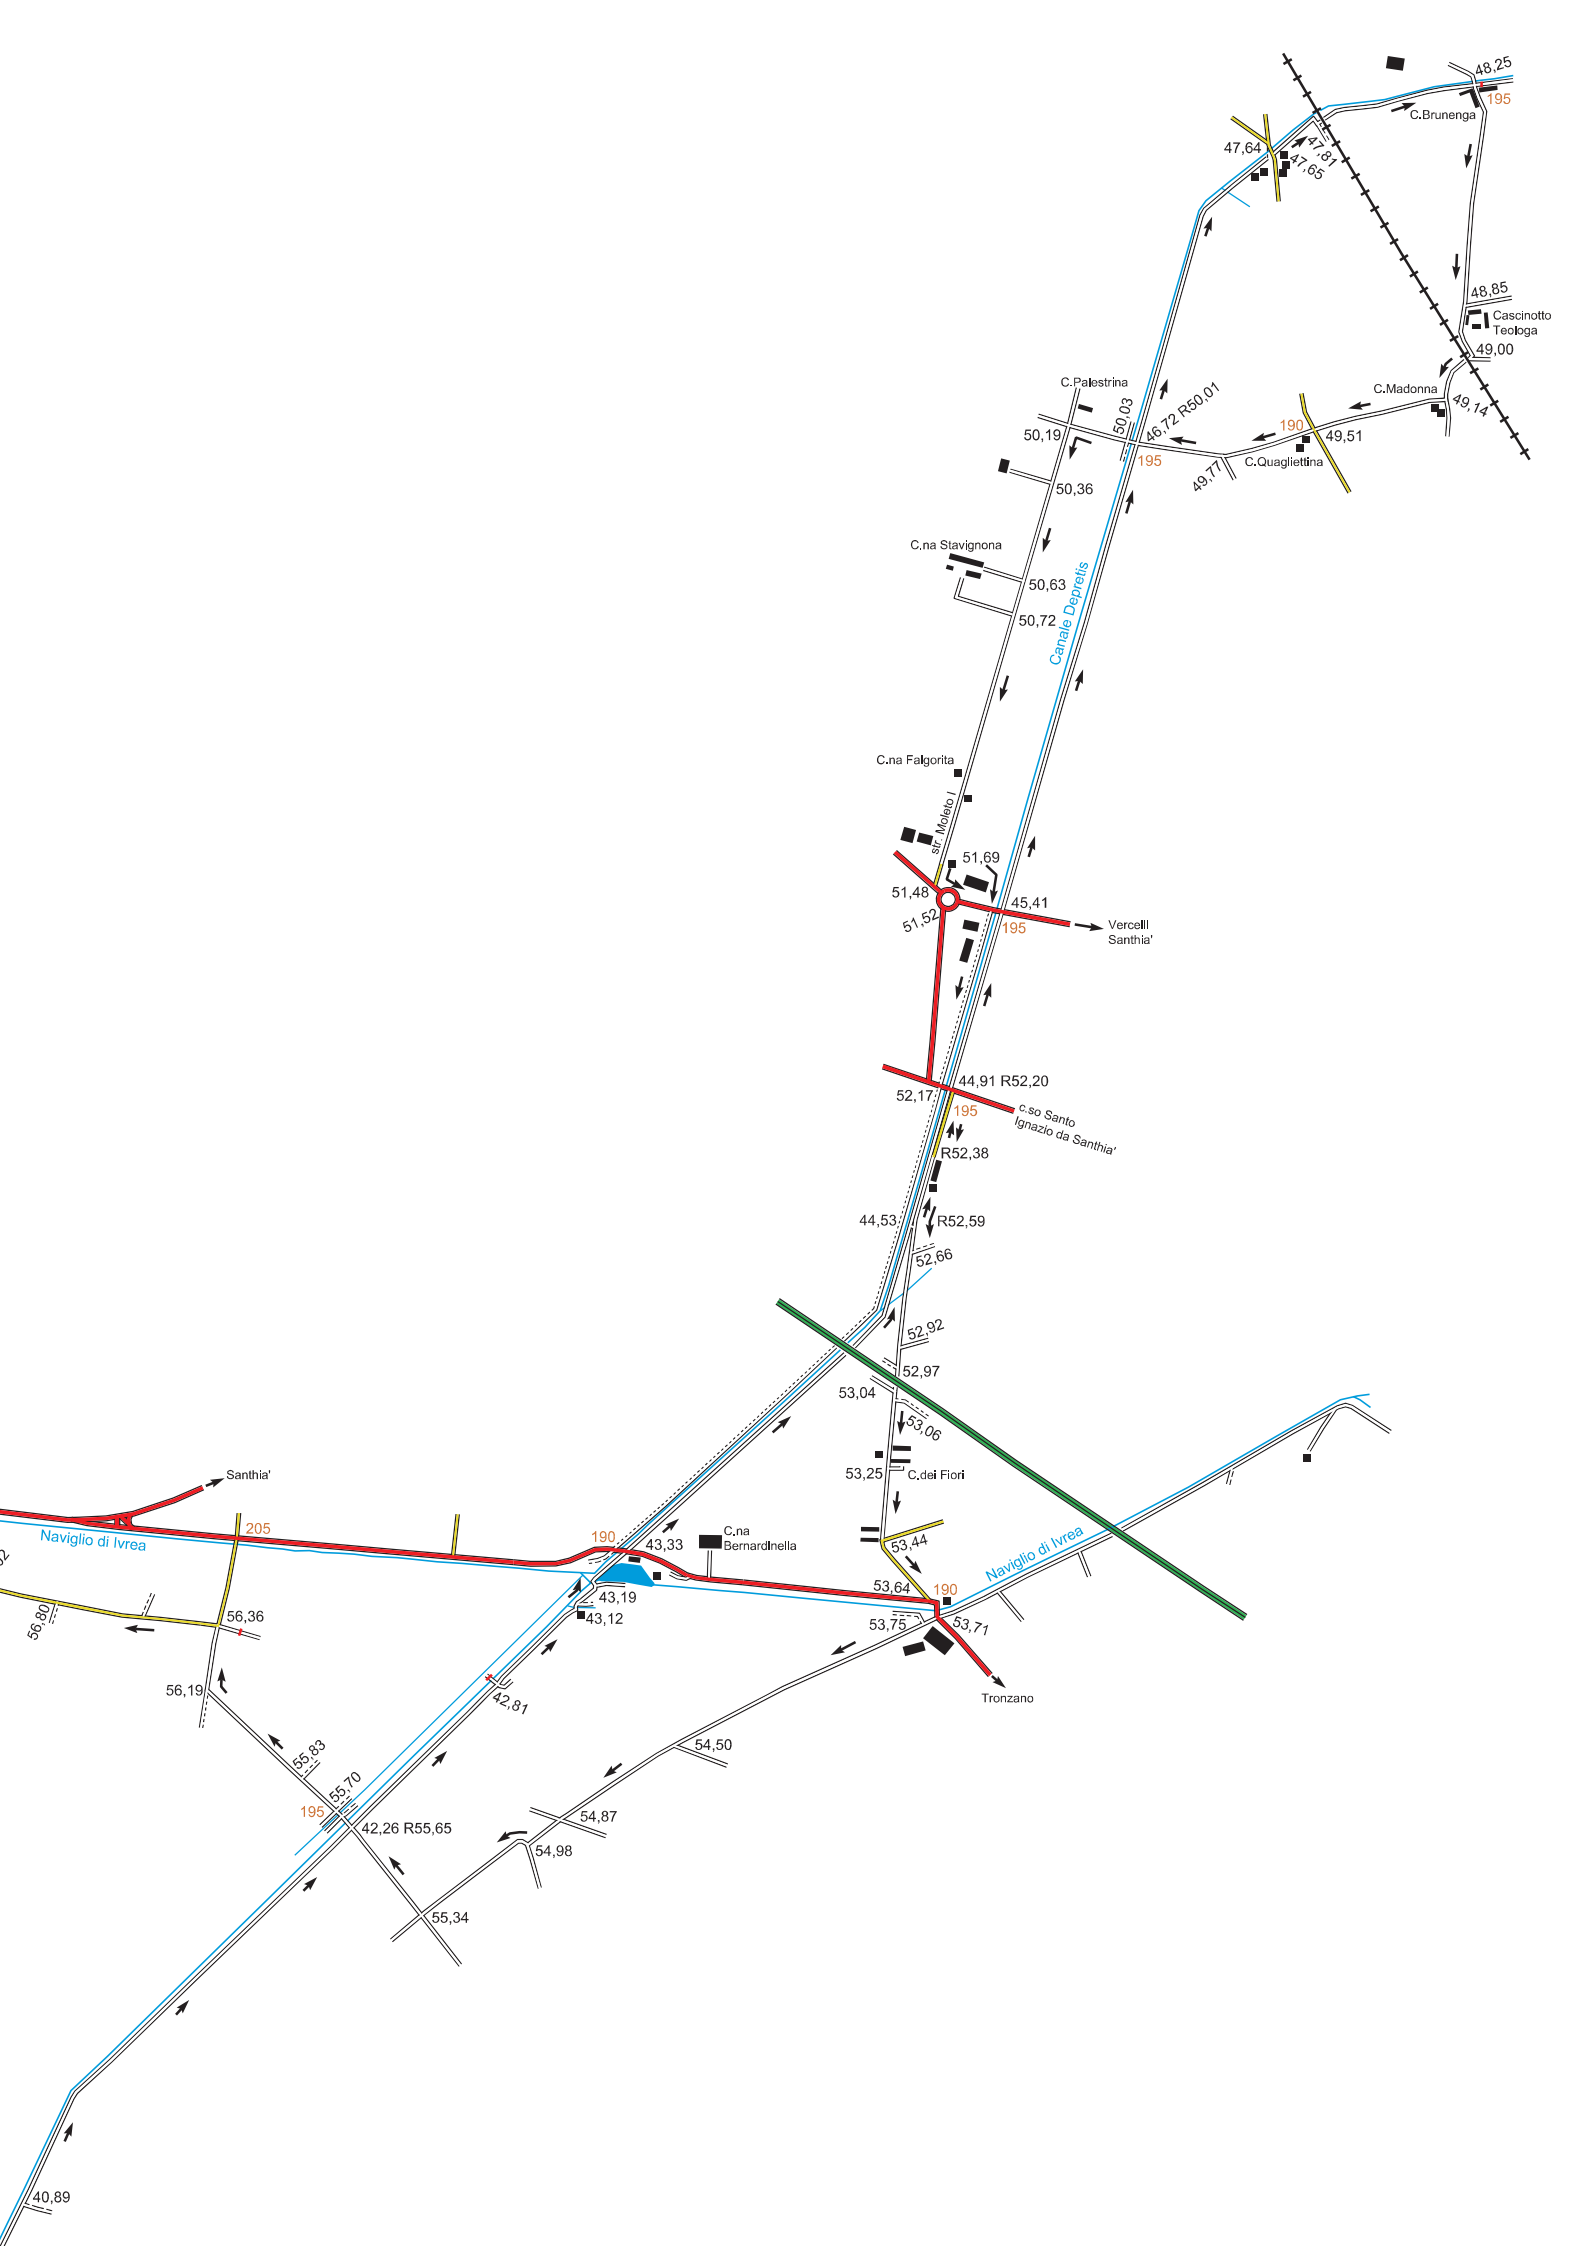 48,25
195
C.Brunenga
47,64
47,81
47,65
48,85
Cascinotto
Teologa
49,00
C.Madonna
49,14
C.Palestrina
50,03
46,72 R50,01
190
49,51
50,19
195
C.Quagliettina
49,77
50,36
C.na Stavignona
50,63
50,72
Canale Depretis
C.na Falgorita
str. Moleto I
51,69
51,48
45,41
51,52
195
Vercelli
Santhia'
44,91 R52,20
52,17
195
c.so Santo
Ignazio da Santhia'
R52,38
44,53
R52,59
52,66
52,92
52,97
53,04
53,06
53,25
C.dei Fiori
Santhia'
205
Naviglio di Ivrea
190
43,33
C.na
Bernardinella
53,44
Naviglio di Ivrea
53,64
190
43,19
43,12
56,80
56,36
53,75
53,71
56,19
42,81
Tronzano
54,50
55,83
55,70
195
42,26 R55,65
54,87
54,98
55,34
40,89